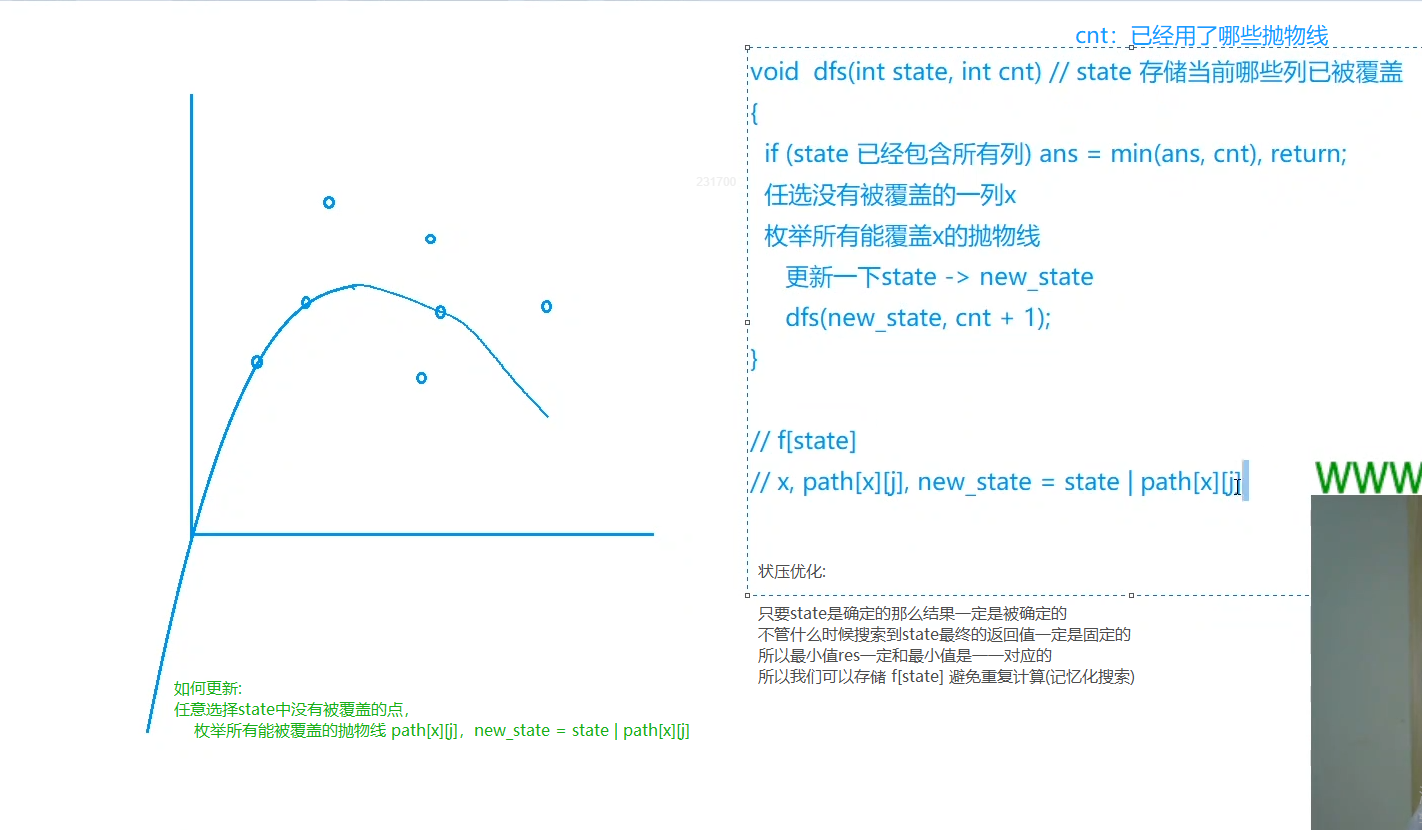 cnt：已经用了哪些抛物线
void dfs(int state, int cnt) // state 存储当前哪些列已被覆盖
{
if (state 已经包含所有列) ans = min(ans, cnt), return;
任选没有被覆盖的一列x
枚举所有能覆盖x的抛物线
更新一下state -> new_state
dfs(new_state, cnt + 1);
}
// f[state]
// x, path[x][j], new_state = state | path[x][j]
231700
WWW
状压优化:
只要state是确定的那么结果一定是被确定的
不管什么时候搜索到state最终的返回值一定是固定的
所以最小值res一定和最小值是一一对应的
所以我们可以存储 f[state] 避免重复计算(记忆化搜索)
如何更新:
任意选择state中没有被覆盖的点，
枚举所有能被覆盖的抛物线 path[x][j]，new_state = state | path[x][j]